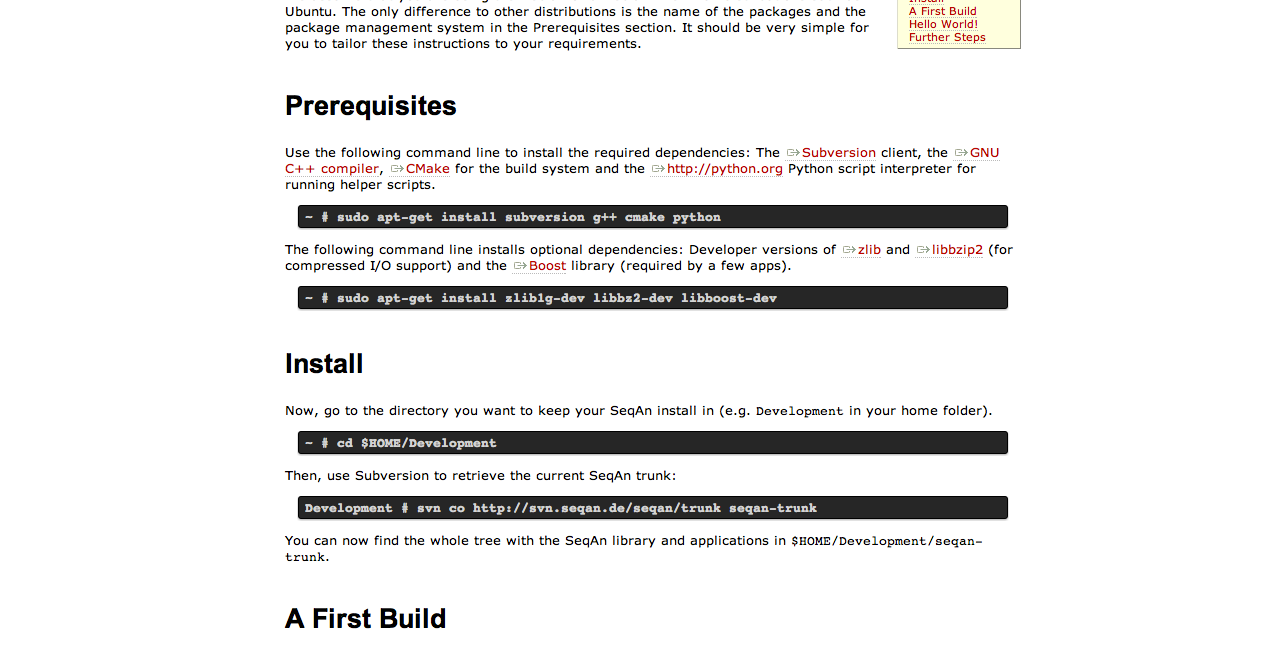 Ubuntu. The only difference to other distributions is the name of the packages and the
package management system in the Prerequisites section. It should be very simple for
you to tailor these instructions to your requirements.
A First Build
Hello World!
Further Steps
Prerequisites
Use the following command line to install the required dependencies: The Subversion client, the GNU
C++ compiler, CMake for the build system and the http://python.org Python script interpreter for
running helper scripts.
~ # sudo apt-get install subversion g++ cmake python
The following command line installs optional dependencies: Developer versions of zlib and libbzip2 (for
compressed I/O support) and the Boost library (required by a few apps).
~ # sudo apt-get install zlib1g-dev libbz2-dev libboost-dev
Install
Now, go to the directory you want to keep your SeqAn install in (e.g. Development in your home folder).
~ # cd $HOME/Development
Then, use Subversion to retrieve the current SeqAn trunk:
Development # svn co http://svn.seqan.de/seqan/trunk seqan-trunk
You can now find the whole tree with the SeqAn library and applications in $HOME/Development/seqan-
trunk.
A First Build